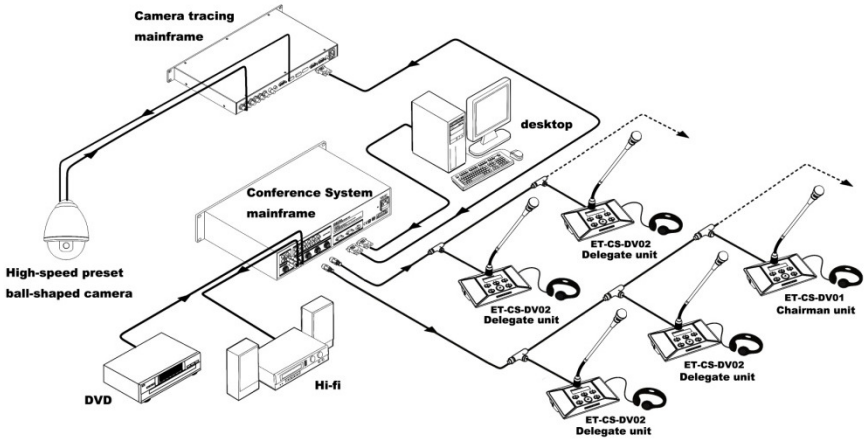 Camera tracing
mainframe
desktop
Conference System
mainframe
High-speed preset
ball-shaped camera
ET-CS-DV02
Delegate unit
ET-CS-DV02
Delegate unit
ET-CS-DV01
Chairman unit
ET-CS-DV02
Delegate unit
ET-CS-DV02
Delegate unit
DVD
Hi-fi